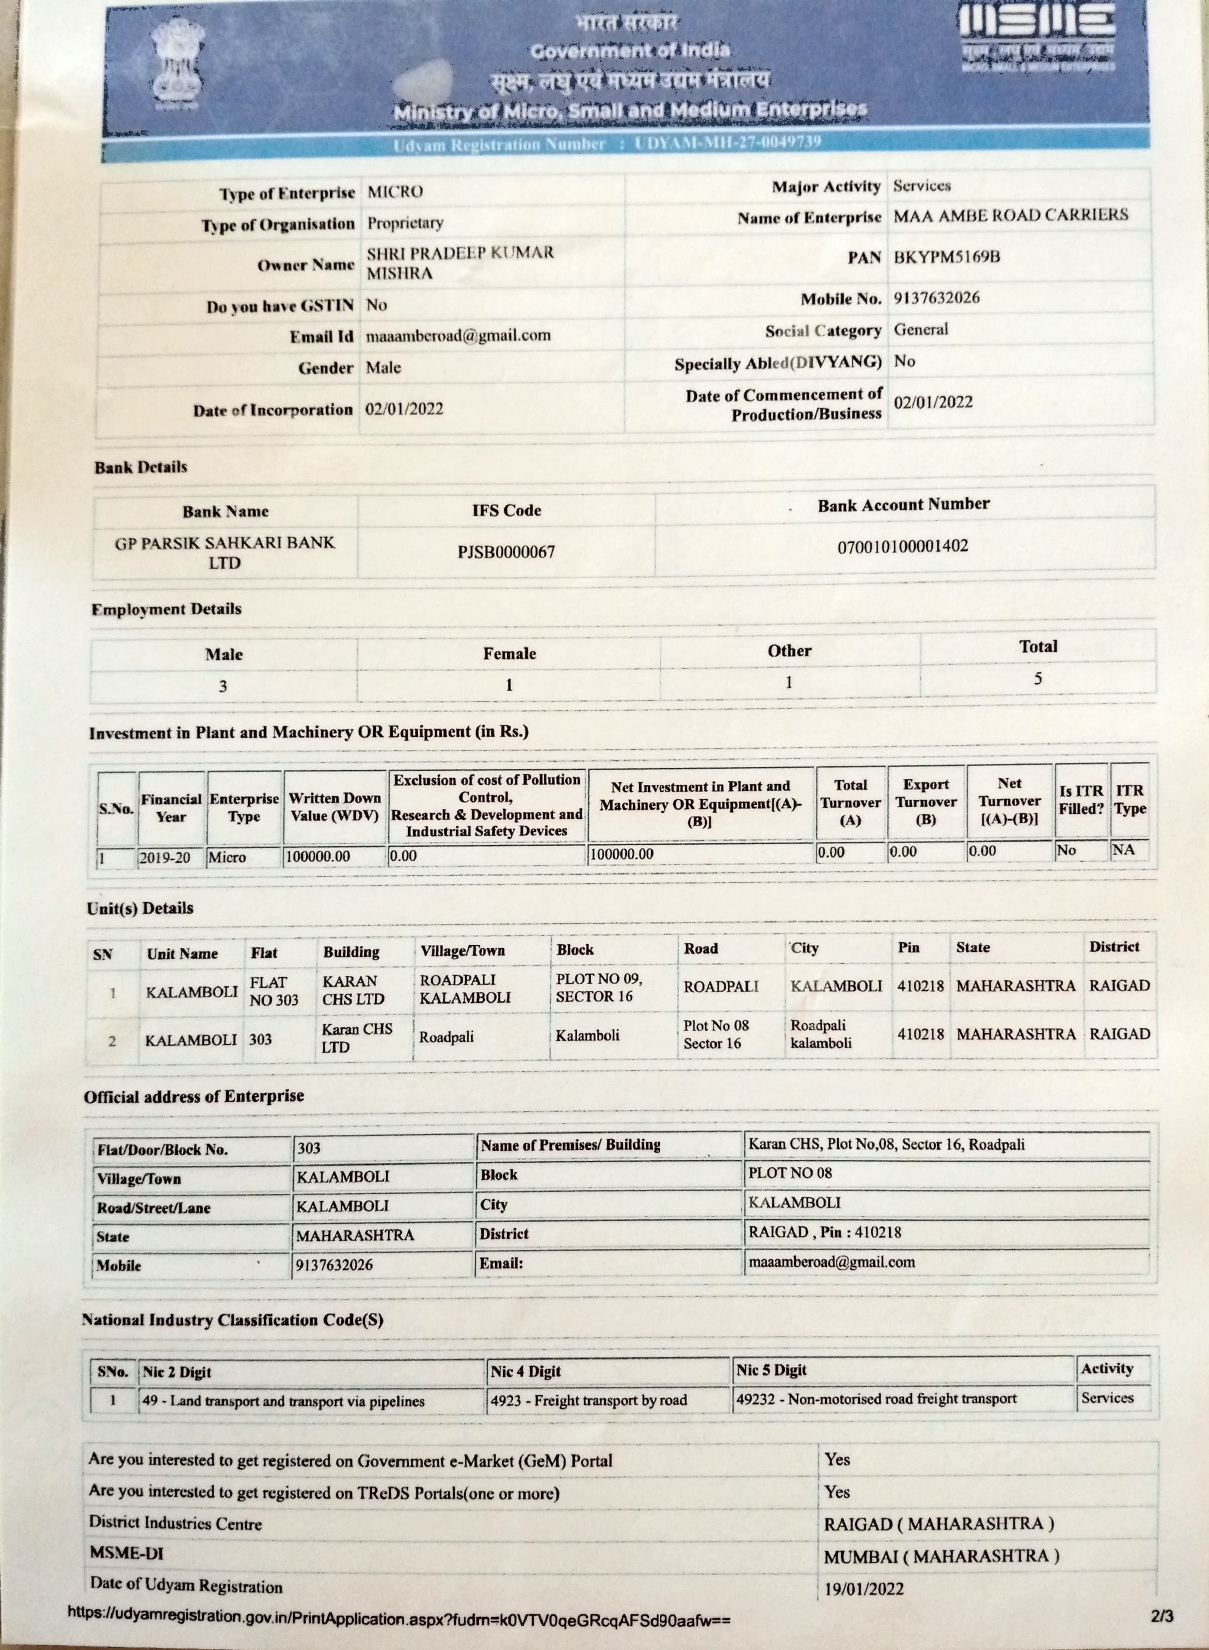 भारत सरकार
Government of India
सूक्ष्म, लघु एवं मध्यम उद्यम मंत्रालय
Ministry of Micro, Small and Medium Enterprises
MSME
सूक्ष्म, लघु एवं मध्यम उद्यम
Udyam Registration Number : UDYAM-MH-27-0049739
Type of Enterprise MICRO Major Activity Services
Type of Organisation Proprietary Name of Enterprise MAA AMBE ROAD CARRIERS
Owner Name SHRI PRADEEP KUMAR MISHRA PAN BKYPM5169B
Do you have GSTIN No Mobile No. 9137632026
Email Id maaamberoad@gmail.com Social Category General
Gender Male Specially Abled(DIVYANG) No
Date of Incorporation 02/01/2022 Date of Commencement of Production/Business 02/01/2022
Bank Details
Bank Name IFS Code Bank Account Number
GP PARSIK SAHKARI BANK LTD PJSB0000067 070010100001402
Employment Details
Male Female Other Total
3 1 1 5
Investment in Plant and Machinery OR Equipment (in Rs.)
S.No. Financial Year Enterprise Type Written Down Value (WDV) Exclusion of cost of Pollution Control, Research & Development and Industrial Safety Devices Net Investment in Plant and Machinery OR Equipment[(A)-(B)] Total Turnover (A) Export Turnover (B) Net Turnover [(A)-(B)] Is ITR Filled? ITR Type
1 2019-20 Micro 100000.00 0.00 100000.00 0.00 0.00 0.00 No NA
Unit(s) Details
SN Unit Name Flat Building Village/Town Block Road City Pin State District
1 KALAMBOLI FLAT NO 303 KARAN CHS LTD ROADPALI KALAMBOLI PLOT NO 09, SECTOR 16 ROADPALI KALAMBOLI 410218 MAHARASHTRA RAIGAD
2 KALAMBOLI 303 Karan CHS LTD Roadpali Kalamboli Plot No 08 Sector 16 Roadpali kalamboli 410218 MAHARASHTRA RAIGAD
Official address of Enterprise
Flat/Door/Block No. 303 Name of Premises/ Building Karan CHS, Plot No,08, Sector 16, Roadpali
Village/Town KALAMBOLI Block PLOT NO 08
Road/Street/Lane KALAMBOLI City KALAMBOLI
State MAHARASHTRA District RAIGAD , Pin : 410218
Mobile 9137632026 Email: maaamberoad@gmail.com
National Industry Classification Code(S)
SNo. Nic 2 Digit Nic 4 Digit Nic 5 Digit Activity
1 49 - Land transport and transport via pipelines 4923 - Freight transport by road 49232 - Non-motorised road freight transport Services
Are you interested to get registered on Government e-Market (GeM) Portal Yes
Are you interested to get registered on TReDS Portals(one or more) Yes
District Industries Centre RAIGAD ( MAHARASHTRA )
MSME-DI MUMBAI ( MAHARASHTRA )
Date of Udyam Registration 19/01/2022
https://udyamregistration.gov.in/PrintApplication.aspx?fudrn=k0VTV0qeGRcqAFSd90aafw== 2/3